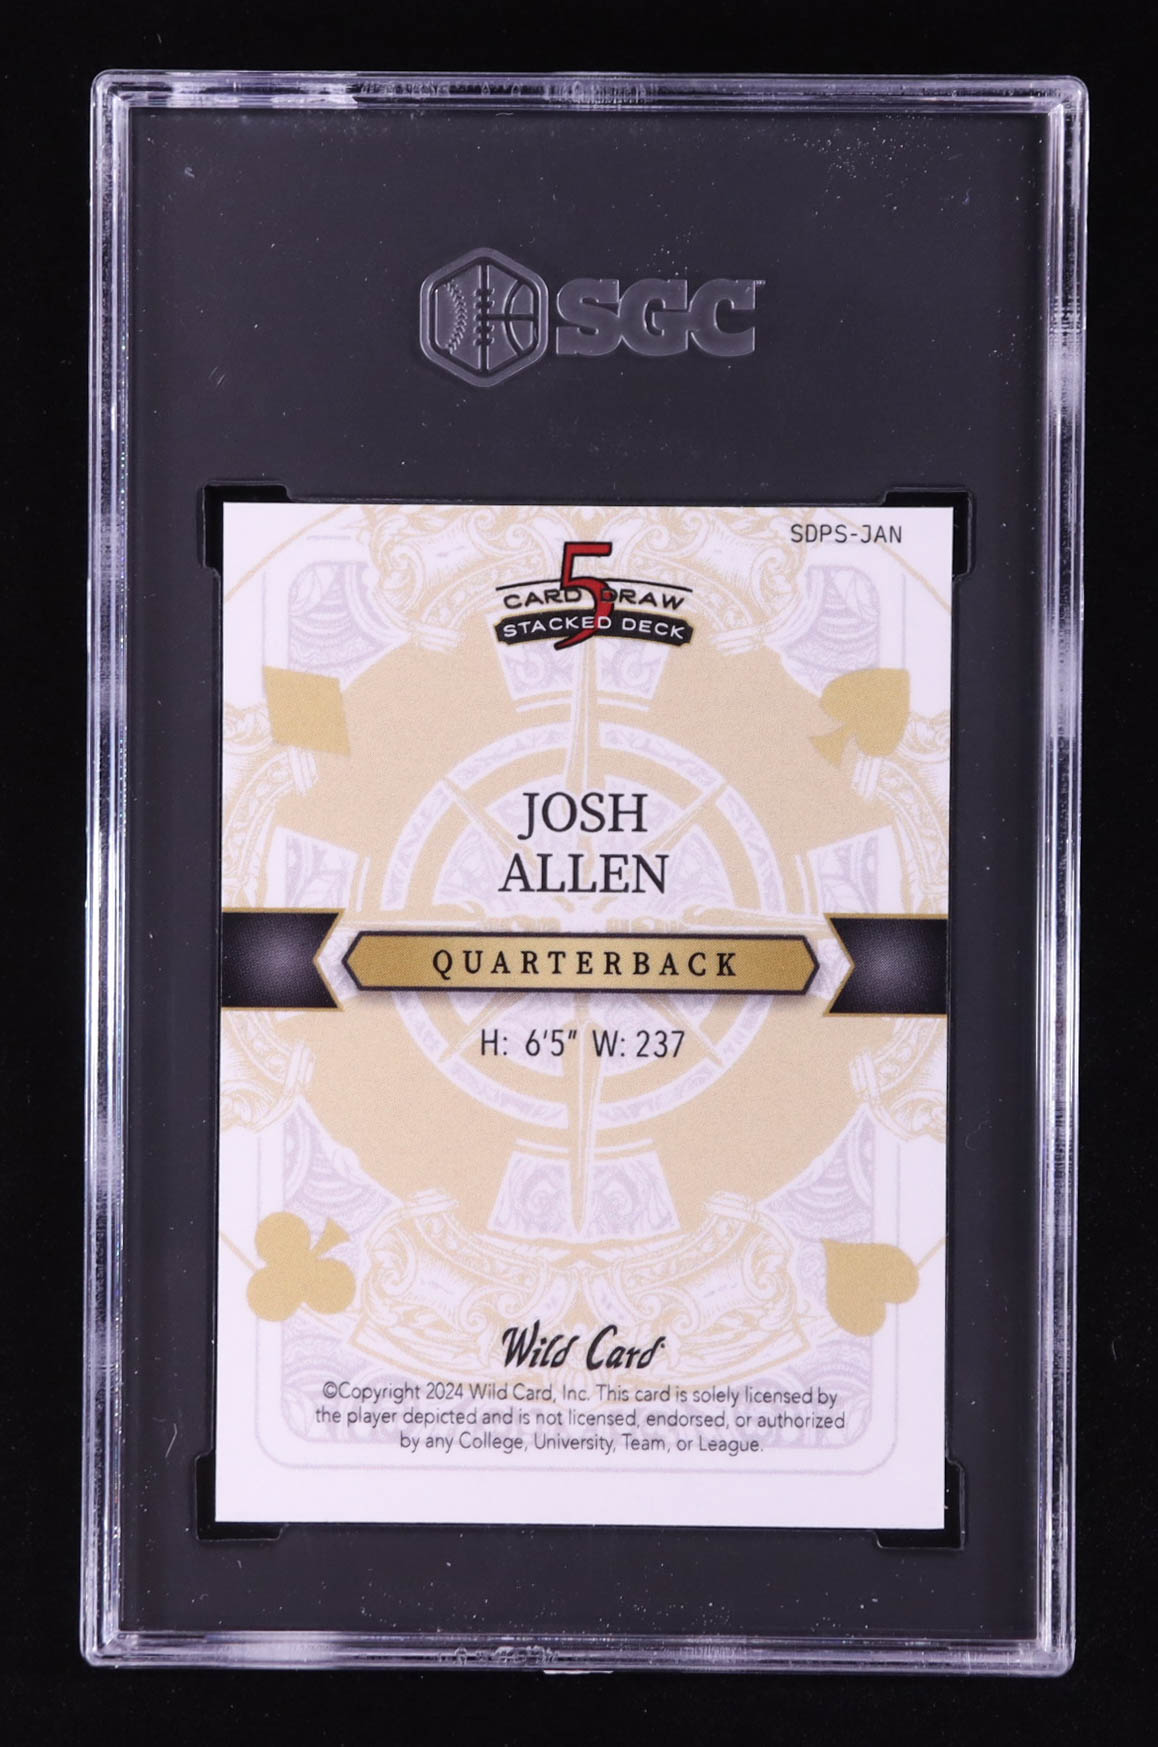 SGC
SDPS-JAN
5
CARD DRAW
STACKED DECK
JOSH
ALLEN
QUARTERBACK
H: 6'5" W: 237
Wild Card
©Copyright 2024 Wild Card, Inc. This card is solely licensed by
the player depicted and is not licensed, endorsed, or authorized
by any College, University, Team, or League.